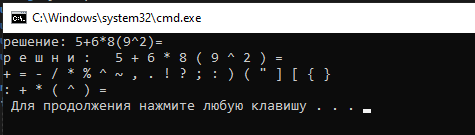 C:\Windows\system32\cmd.exe
решение: 5+6*8(9^2)=
р е ш н и :   5 + 6 * 8 ( 9 ^ 2 ) =
+ = - / * % ^ ~ , . ! ? ; : ) ( " ] [ { }
: + * ( ^ ) =
Для продолжения нажмите любую клавишу . . .